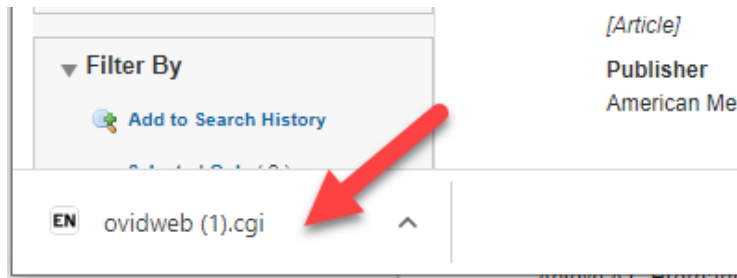 [Article]
Filter By
Publisher
American Me
Add to Search History
EN
ovidweb (1).cgi